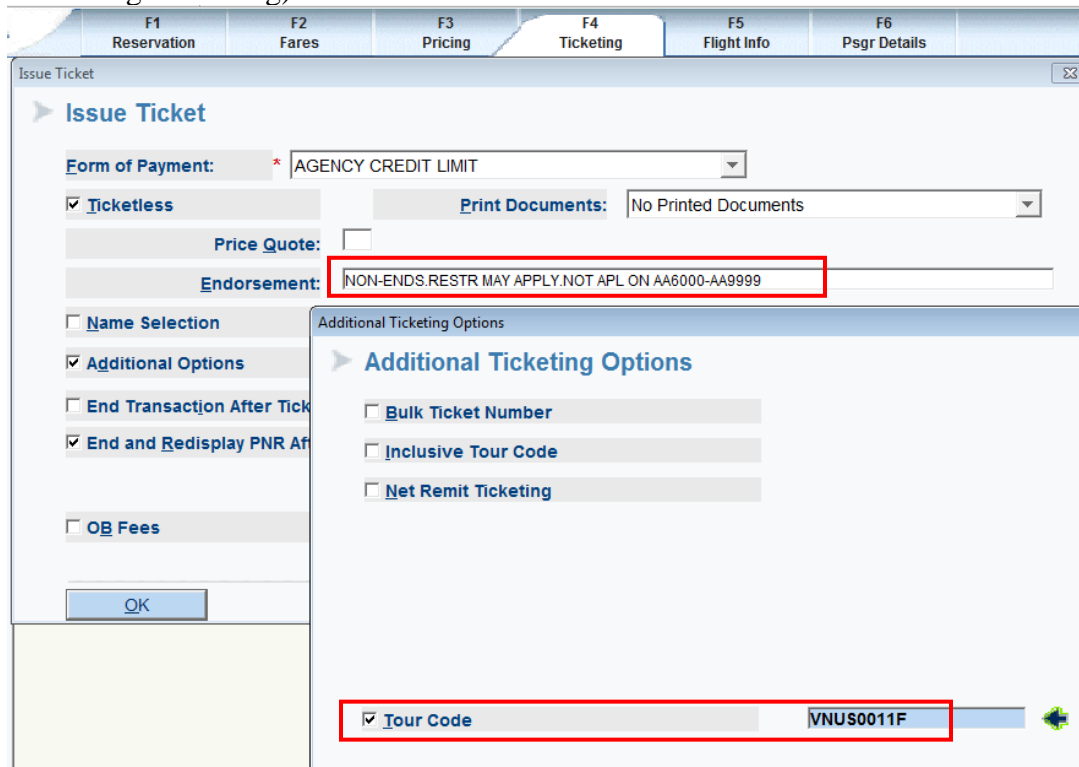 F1 F2 F3 F4 F5 F6
Reservation Fares Pricing Ticketing Flight Info Psgr Details
Issue Ticket
Issue Ticket
Form of Payment: * AGENCY CREDIT LIMIT
Ticketless Print Documents: No Printed Documents
Price Quote:
Endorsement: NON-ENDS.RESTR MAY APPLY.NOT APL ON AA6000-AA9999
Name Selection
Additional Options
End Transaction After Tick
End and Redisplay PNR Aft
OB Fees
OK
Additional Ticketing Options
Additional Ticketing Options
Bulk Ticket Number
Inclusive Tour Code
Net Remit Ticketing
Tour Code VNUS0011F